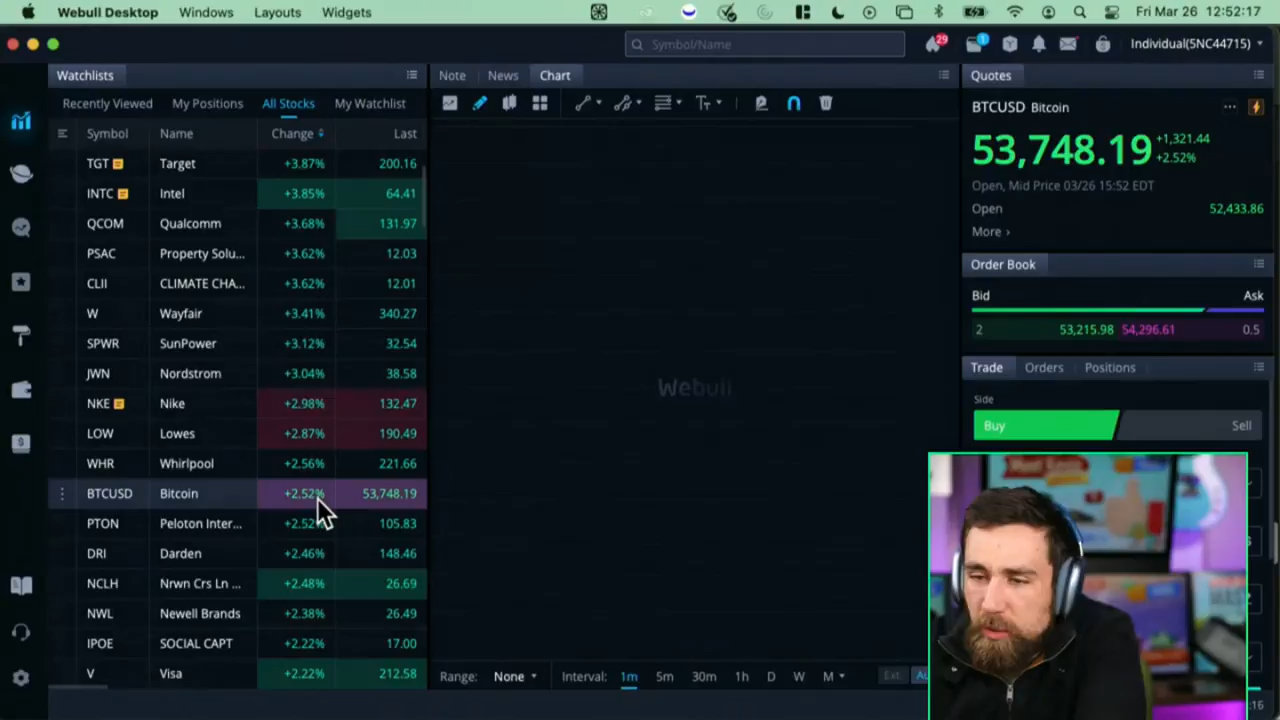 Webull Desktop Windows Layouts Widgets Fri Mar 26 12:52:17
Symbol/Name 29 1 Individual(5NC44715)
Watchlists
Recently Viewed My Positions All Stocks My Watchlist
Symbol Name Change Last
TGT Target +3.87% 200.16
INTC Intel +3.85% 64.41
QCOM Qualcomm +3.68% 131.97
PSAC Property Solu... +3.62% 12.03
CLII CLIMATE CHA... +3.62% 12.01
W Wayfair +3.41% 340.27
SPWR SunPower +3.12% 32.54
JWN Nordstrom +3.04% 38.58
NKE Nike +2.98% 132.47
LOW Lowes +2.87% 190.49
WHR Whirlpool +2.56% 221.66
BTCUSD Bitcoin +2.52% 53,748.19
PTON Peloton Inter... +2.52% 105.83
DRI Darden +2.46% 148.46
NCLH Nrwn Crs Ln ... +2.48% 26.69
NWL Newell Brands +2.38% 26.49
IPOE SOCIAL CAPT +2.22% 17.00
V Visa +2.22% 212.58
Note News Chart
Webull
Range: None Interval: 1m 5m 30m 1h D W M Ext.
Quotes
BTCUSD Bitcoin
53,748.19 +1,321.44
+2.52%
Open, Mid Price 03/26 15:52 EDT
Open 52,433.86
More
Order Book
Bid Ask
2 53,215.98 54,296.61 0.5
Trade Orders Positions
Side
Buy Sell